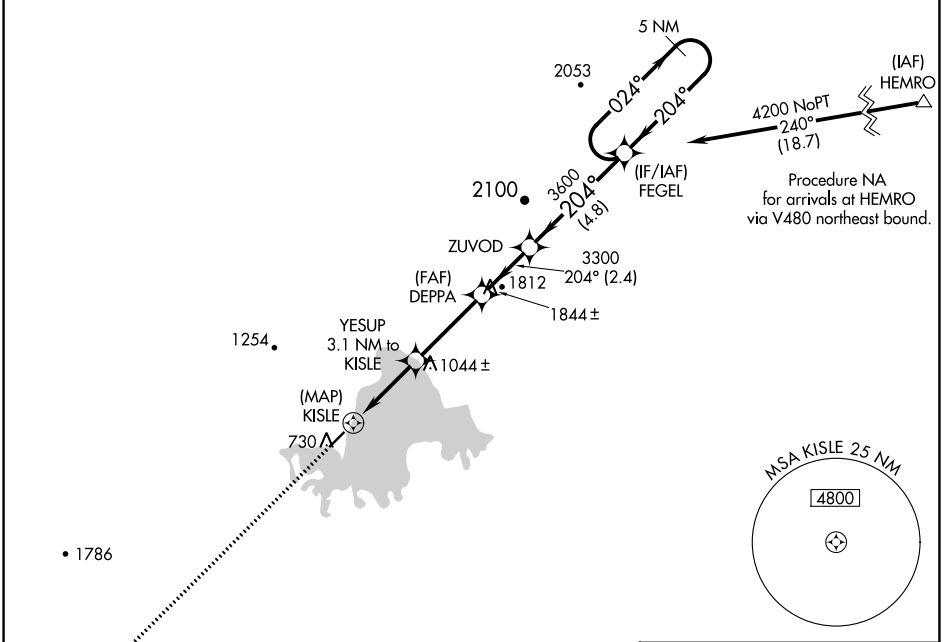 5 NM
2053
(IAF)
HEMRO
024°
204°
4200 NoPT
240°
(18.7)
(IF/IAF)
FEGEL
Procedure NA
for arrivals at HEMRO
via V480 northeast bound.
2100
3600
204°
(4.8)
ZUVOD
3300
204° (2.4)
(FAF)
DEPPA
1812
1844±
1254
YESUP
3.1 NM to
KISLE
1044±
(MAP)
KISLE
730
MSA KISLE 25 NM
4800
1786